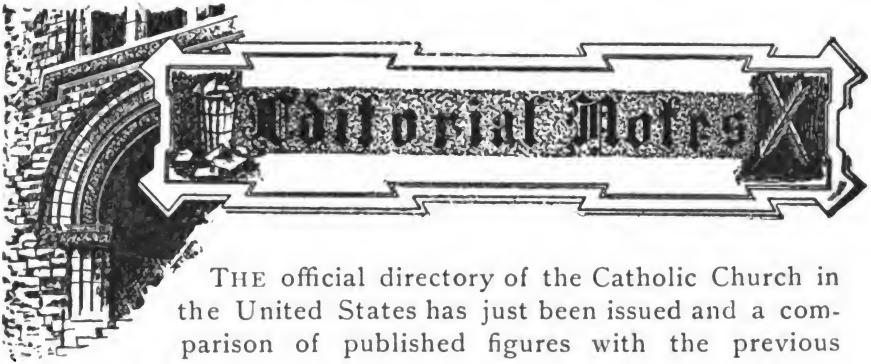 Editorial Notes
THE official directory of the Catholic Church in
the United States has just been issued and a com-
parison of published figures with the previous